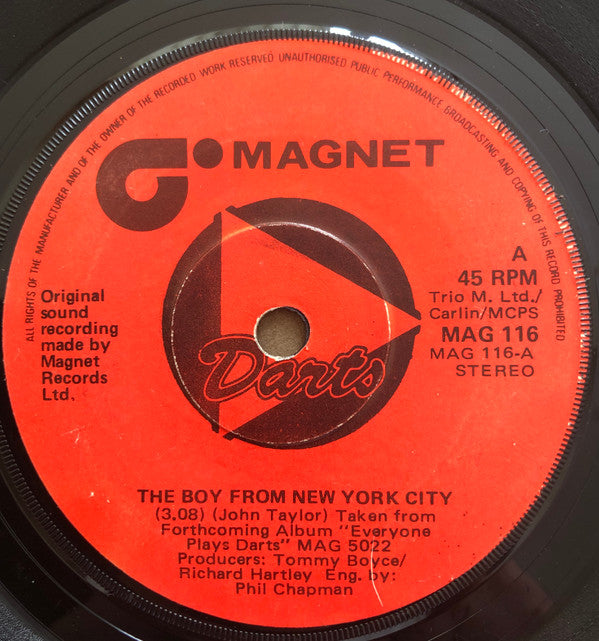 ALL RIGHTS OF THE MANUFACTURER AND OF THE OWNER OF THE RECORDED WORK RESERVED UNAUTHORISED PUBLIC PERFORMANCE BROADCASTING AND COPYING OF THIS RECORD PROHIBITED
MAGNET
A
45 RPM
Trio M. Ltd./
Carlin/MCPS
MAG 116
MAG 116-A
STEREO
Original
sound
recording
made by
Magnet
Records
Ltd.
Darts
THE BOY FROM NEW YORK CITY
(3.08) (John Taylor) Taken from
Forthcoming Album "Everyone
Plays Darts" MAG 5022
Producers: Tommy Boyce/
Richard Hartley Eng. by:
Phil Chapman